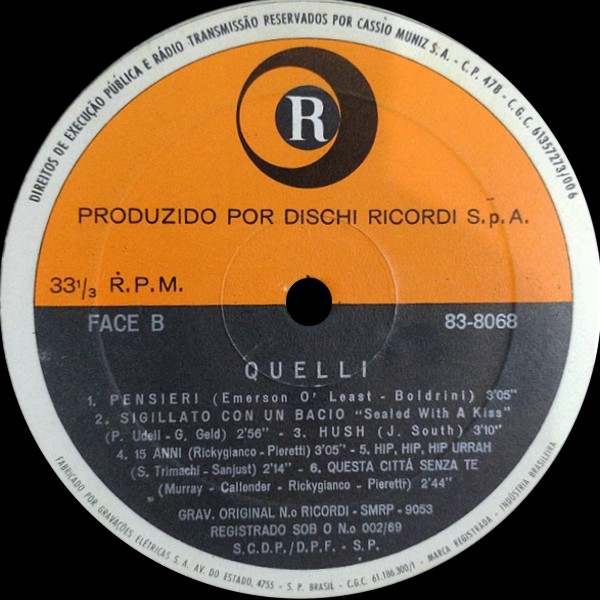 DIREITOS DE EXECUÇÃO PÚBLICA E RÁDIO TRANSMISSÃO RESERVADOS POR CASSIO MUNIZ S.A. - C.P. 478 - C.G.C. 61357273/006
R
PRODUZIDO POR DISCHI RICORDI S.p.A.
33 1/3 R.P.M.
FACE B 83-8068
QUELLI
1. PENSIERI (Emerson O' Least - Boldrini) 3'05"
2. SIGILLATO CON UN BACIO "Sealed With A Kiss"
(P. Udell - G. Geld) 2'56" - 3. HUSH (J. South) 3'10"
4. 15 ANNI (Rickygianco - Pieretti) 3'05" - 5. HIP, HIP, HIP URRAH
(S. Trimachi - Sanjust) 2'14" - 6. QUESTA CITTÁ SENZA TE
(Murray - Callender - Rickygianco - Pieretti) 2'44"
GRAV. ORIGINAL N.o RICORDI - SMRP - 9053
REGISTRADO SOB O N.o 002/69
S.C.D.P./D.P.F. - S.P.
FABRICADO POR GRAVAÇÕES ELÉTRICAS S. A. AV. DO ESTADO, 4755 - S. P. BRASIL - C.G.C. 61.186.300/1 - MARCA REGISTRADA - INDÚSTRIA BRASILEIRA